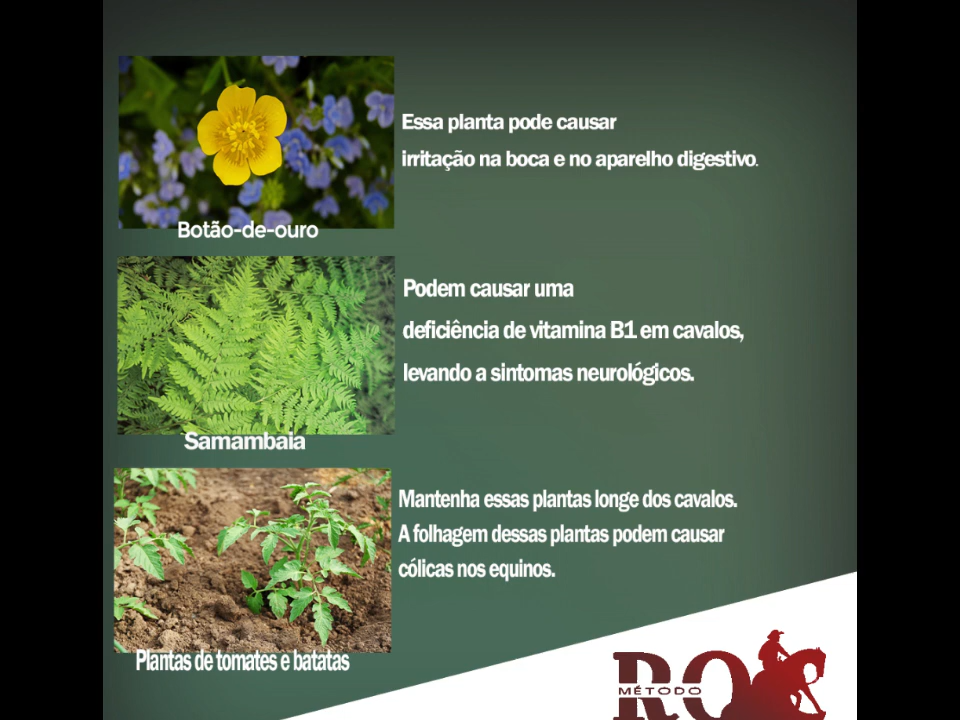 Essa planta pode causar
irritação na boca e no aparelho digestivo.
Botão-de-ouro
Podem causar uma
deficiência de vitamina B1 em cavalos,
levando a sintomas neurológicos.
Samambaia
Mantenha essas plantas longe dos cavalos.
A folhagem dessas plantas podem causar
cólicas nos equinos.
Plantas de tomates e batatas
RO
MÉTODO